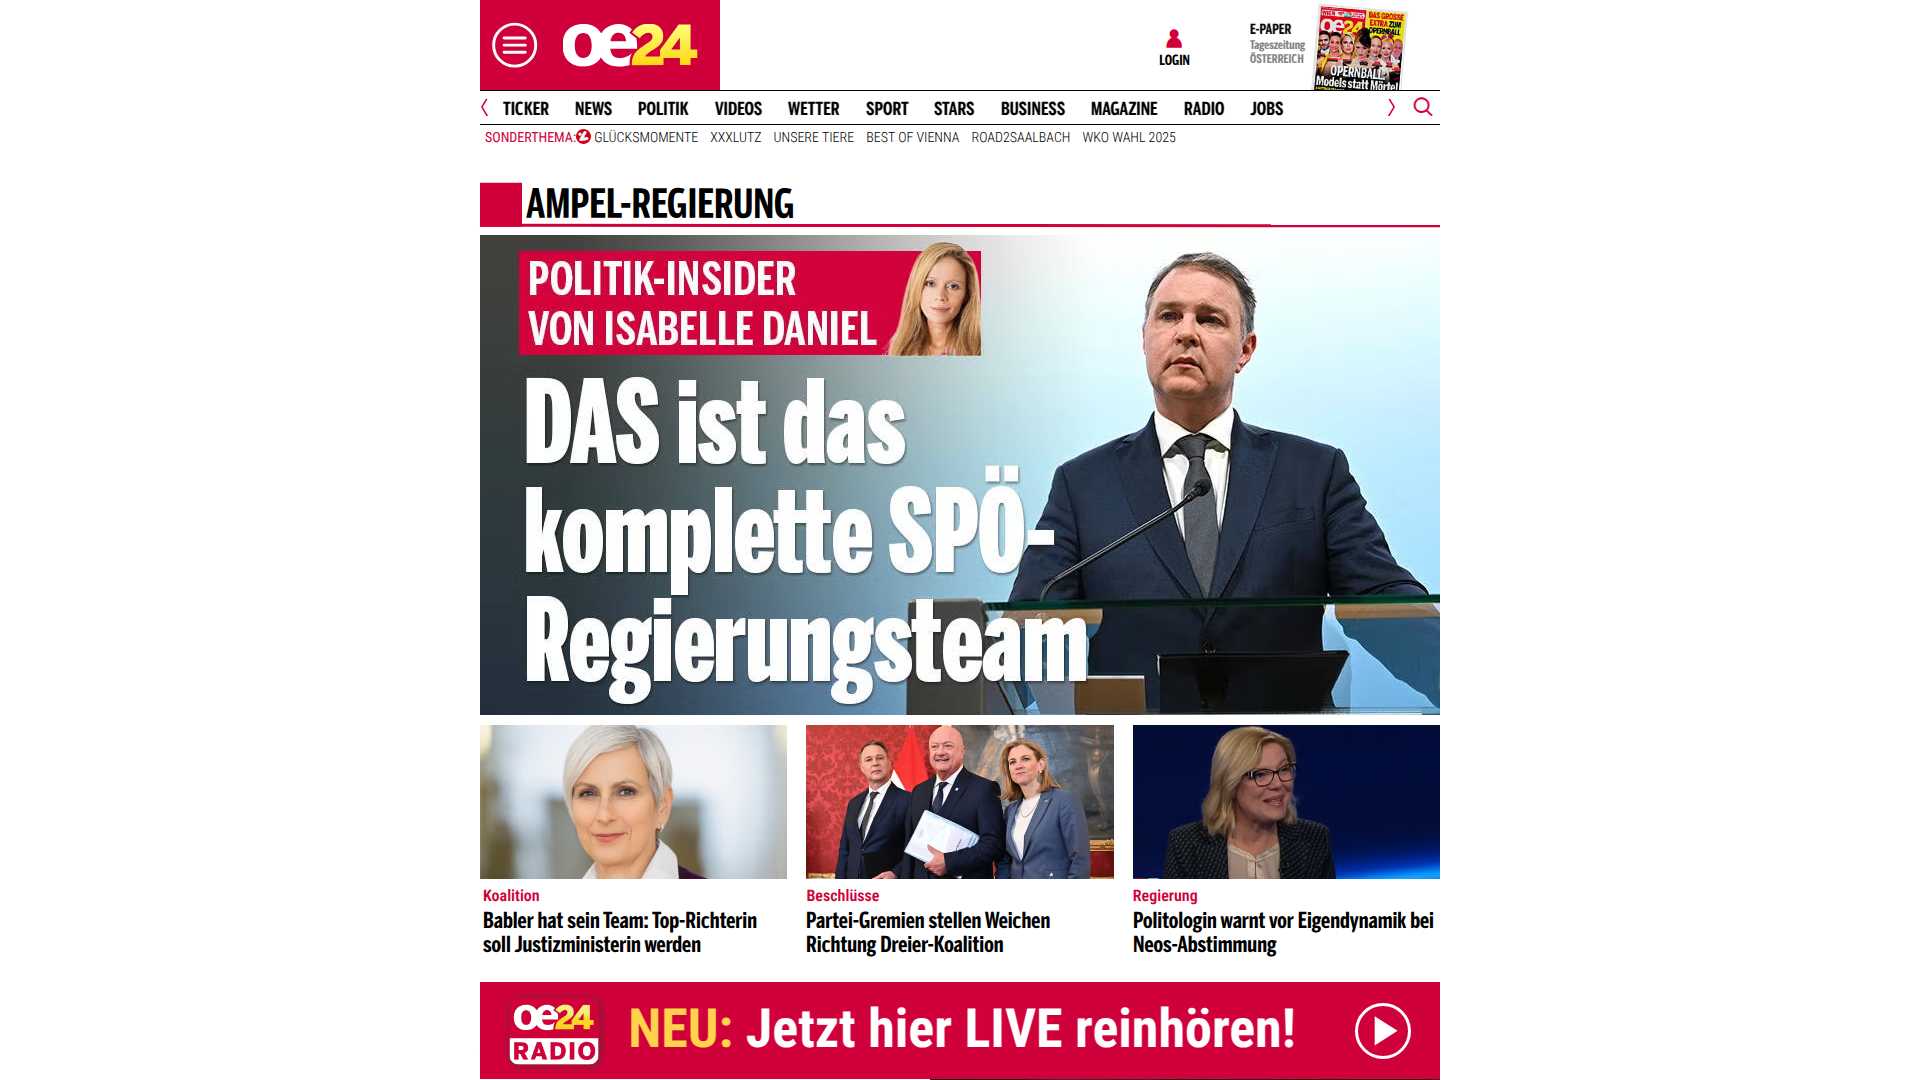 oe24
LOGIN
E-PAPER
Tageszeitung
ÖSTERREICH
DAS GROSSE
EXTRA ZUM
OPERNBALL
oe24
OPERNBALL:
Models statt Mörtel
TICKER NEWS POLITIK VIDEOS WETTER SPORT STARS BUSINESS MAGAZINE RADIO JOBS
SONDERTHEMA: GLÜCKSMOMENTE XXXLUTZ UNSERE TIERE BEST OF VIENNA ROAD2SAALBACH WKO WAHL 2025
AMPEL-REGIERUNG
POLITIK-INSIDER
VON ISABELLE DANIEL
DAS ist das
komplette SPÖ-
Regierungsteam
Koalition
Babler hat sein Team: Top-Richterin
soll Justizministerin werden
Beschlüsse
Partei-Gremien stellen Weichen
Richtung Dreier-Koalition
Regierung
Politologin warnt vor Eigendynamik bei
Neos-Abstimmung
oe24
RADIO
NEU: Jetzt hier LIVE reinhören!